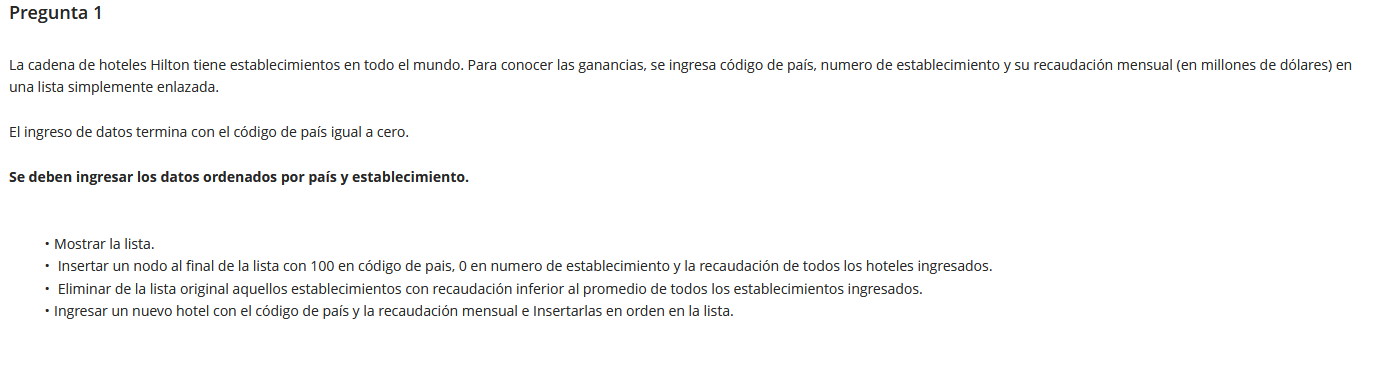 Pregunta 1
La cadena de hoteles Hilton tiene establecimientos en todo el mundo. Para conocer las ganancias, se ingresa código de país, numero de establecimiento y su recaudación mensual (en millones de dólares) en
una lista simplemente enlazada.
El ingreso de datos termina con el código de país igual a cero.
Se deben ingresar los datos ordenados por país y establecimiento.
• Mostrar la lista.
• Insertar un nodo al final de la lista con 100 en código de pais, 0 en numero de establecimiento y la recaudación de todos los hoteles ingresados.
• Eliminar de la lista original aquellos establecimientos con recaudación inferior al promedio de todos los establecimientos ingresados.
• Ingresar un nuevo hotel con el código de país y la recaudación mensual e Insertarlas en orden en la lista.